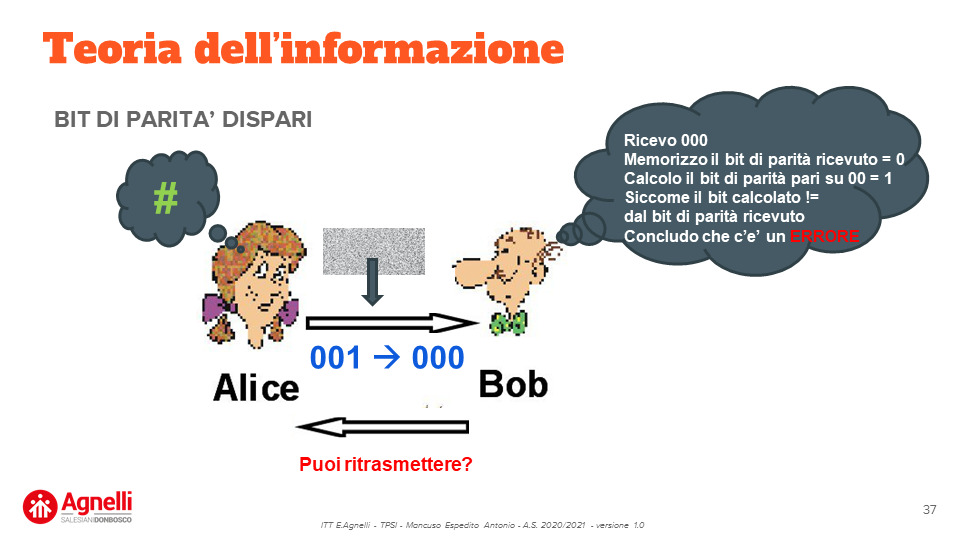 Teoria dell'informazione
BIT DI PARITA' DISPARI
#
Ricevo 000
Memorizzo il bit di parità ricevuto = 0
Calcolo il bit di parità pari su 00 = 1
Siccome il bit calcolato !=
dal bit di parità ricevuto
Concludo che c'e' un ERRORE
001 → 000
Alice
Bob
Puoi ritrasmettere?
Agnelli
SALESIANI DONBOSCO
ITT E.Agnelli - TPSI - Mancuso Espedito Antonio - A.S. 2020/2021 - versione 1.0
37